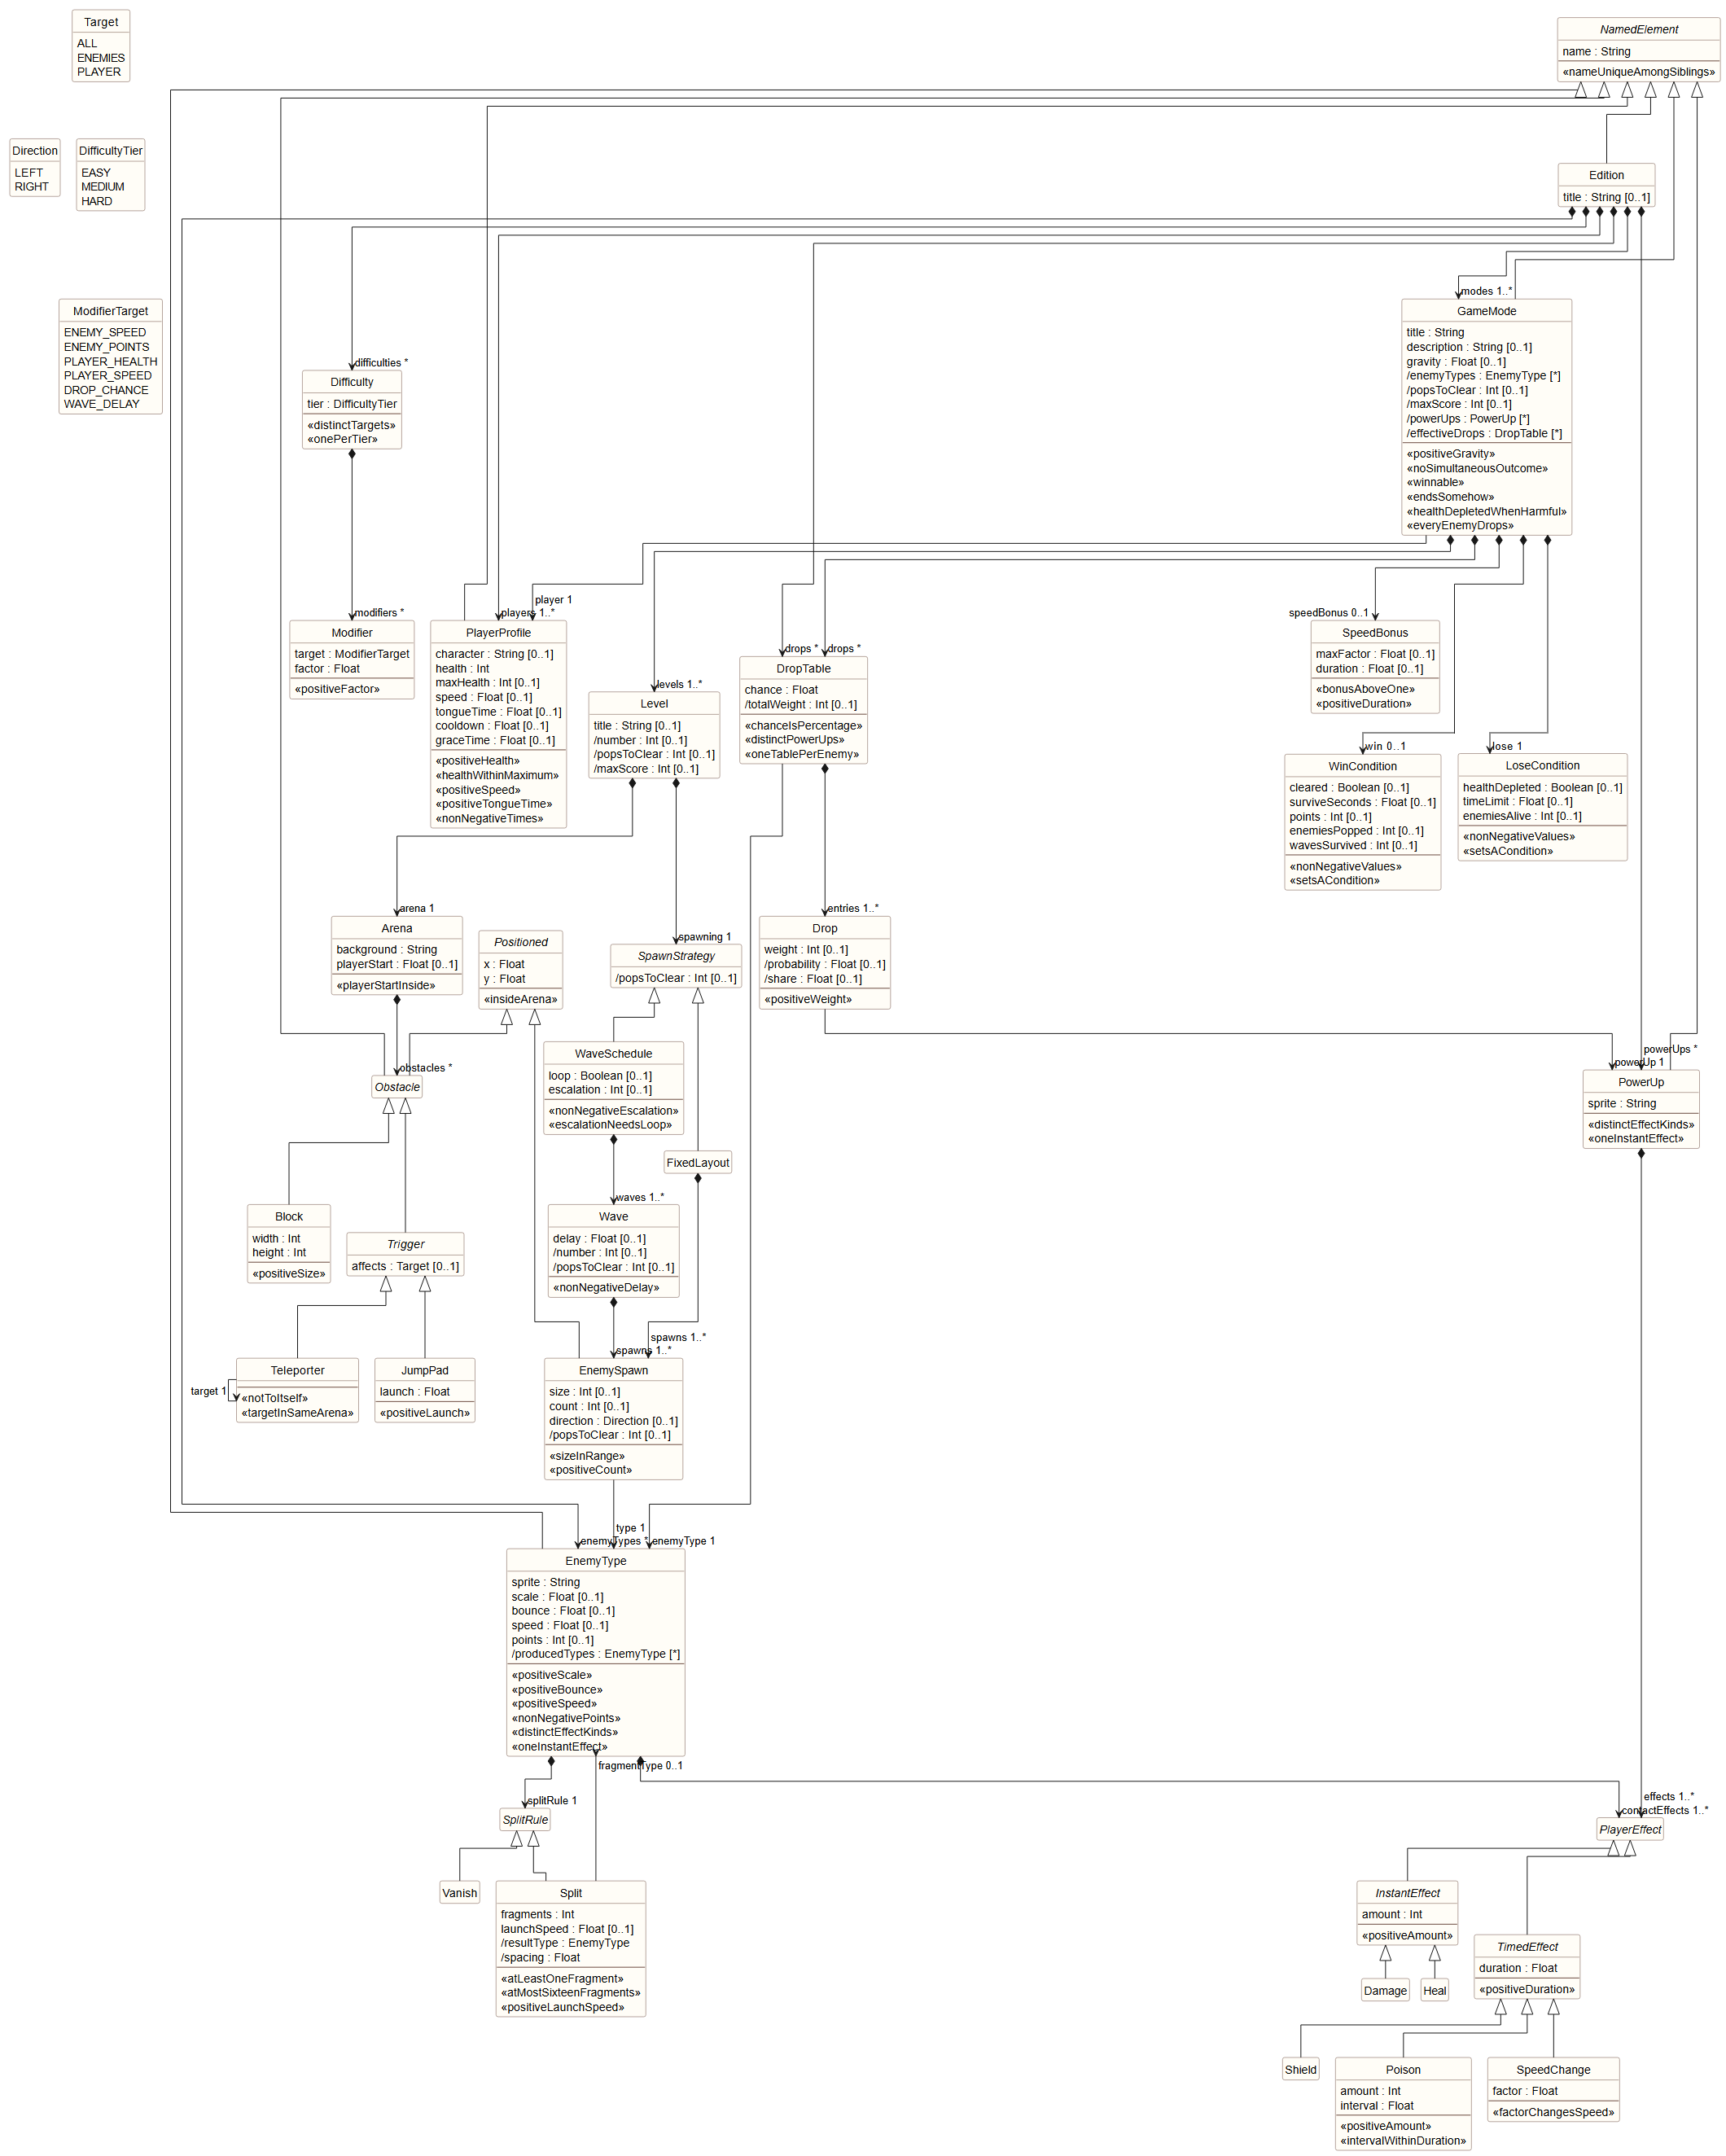 Target
ALL
ENEMIES
PLAYER
NamedElement
name : String
«nameUniqueAmongSiblings»
Direction
LEFT
RIGHT
DifficultyTier
EASY
MEDIUM
HARD
Edition
title : String [0..1]
ModifierTarget
ENEMY_SPEED
ENEMY_POINTS
PLAYER_HEALTH
PLAYER_SPEED
DROP_CHANCE
WAVE_DELAY
modes 1..*
GameMode
title : String
description : String [0..1]
gravity : Float [0..1]
/enemyTypes : EnemyType [*]
/popsToClear : Int [0..1]
/maxScore : Int [0..1]
/powerUps : PowerUp [*]
/effectiveDrops : DropTable [*]
«positiveGravity»
«noSimultaneousOutcome»
«winnable»
«endsSomehow»
«healthDepletedWhenHarmful»
«everyEnemyDrops»
difficulties *
Difficulty
tier : DifficultyTier
«distinctTargets»
«onePerTier»
modifiers *
Modifier
target : ModifierTarget
factor : Float
«positiveFactor»
players 1..*
player 1
PlayerProfile
character : String [0..1]
health : Int
maxHealth : Int [0..1]
speed : Float [0..1]
tongueTime : Float [0..1]
cooldown : Float [0..1]
graceTime : Float [0..1]
«positiveHealth»
«healthWithinMaximum»
«positiveSpeed»
«positiveTongueTime»
«nonNegativeTimes»
levels 1..*
Level
title : String [0..1]
/number : Int [0..1]
/popsToClear : Int [0..1]
/maxScore : Int [0..1]
drops *
drops *
DropTable
chance : Float
/totalWeight : Int [0..1]
«chanceIsPercentage»
«distinctPowerUps»
«oneTablePerEnemy»
speedBonus 0..1
SpeedBonus
maxFactor : Float [0..1]
duration : Float [0..1]
«bonusAboveOne»
«positiveDuration»
win 0..1
WinCondition
cleared : Boolean [0..1]
surviveSeconds : Float [0..1]
points : Int [0..1]
enemiesPopped : Int [0..1]
wavesSurvived : Int [0..1]
«nonNegativeValues»
«setsACondition»
lose 1
LoseCondition
healthDepleted : Boolean [0..1]
timeLimit : Float [0..1]
enemiesAlive : Int [0..1]
«nonNegativeValues»
«setsACondition»
arena 1
Arena
background : String
playerStart : Float [0..1]
«playerStartInside»
Positioned
x : Float
y : Float
«insideArena»
spawning 1
SpawnStrategy
/popsToClear : Int [0..1]
entries 1..*
Drop
weight : Int [0..1]
/probability : Float [0..1]
/share : Float [0..1]
«positiveWeight»
obstacles *
Obstacle
WaveSchedule
loop : Boolean [0..1]
escalation : Int [0..1]
«nonNegativeEscalation»
«escalationNeedsLoop»
FixedLayout
powerUps *
powerUp 1
PowerUp
sprite : String
«distinctEffectKinds»
«oneInstantEffect»
Block
width : Int
height : Int
«positiveSize»
Trigger
affects : Target [0..1]
waves 1..*
Wave
delay : Float [0..1]
/number : Int [0..1]
/popsToClear : Int [0..1]
«nonNegativeDelay»
target 1
Teleporter
«notToItself»
«targetInSameArena»
JumpPad
launch : Float
«positiveLaunch»
spawns 1..*
spawns 1..*
EnemySpawn
size : Int [0..1]
count : Int [0..1]
direction : Direction [0..1]
/popsToClear : Int [0..1]
«sizeInRange»
«positiveCount»
type 1
enemyTypes *
enemyType 1
EnemyType
sprite : String
scale : Float [0..1]
bounce : Float [0..1]
speed : Float [0..1]
points : Int [0..1]
/producedTypes : EnemyType [*]
«positiveScale»
«positiveBounce»
«positiveSpeed»
«nonNegativePoints»
«distinctEffectKinds»
«oneInstantEffect»
fragmentType 0..1
splitRule 1
SplitRule
effects 1..*
contactEffects 1..*
PlayerEffect
Vanish
Split
fragments : Int
launchSpeed : Float [0..1]
/resultType : EnemyType
/spacing : Float
«atLeastOneFragment»
«atMostSixteenFragments»
«positiveLaunchSpeed»
InstantEffect
amount : Int
«positiveAmount»
TimedEffect
duration : Float
«positiveDuration»
Damage
Heal
Shield
Poison
amount : Int
interval : Float
«positiveAmount»
«intervalWithinDuration»
SpeedChange
factor : Float
«factorChangesSpeed»